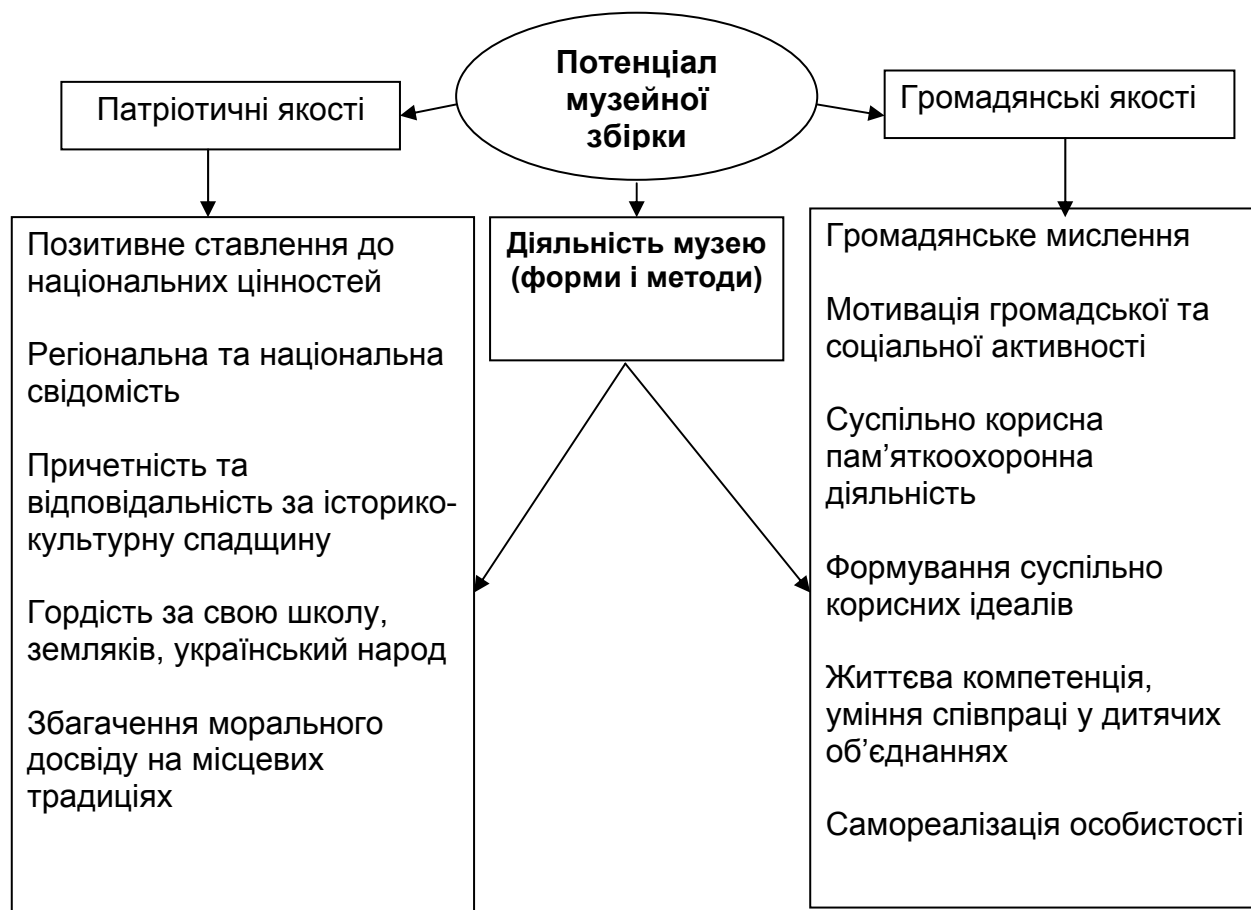 Потенціал
музейної
збірки
Патріотичні якості
Громадянські якості
Позитивне ставлення до
національних цінностей
Регіональна та національна
свідомість
Причетність та
відповідальність за історико-
культурну спадщину
Гордість за свою школу,
земляків, український народ
Збагачення морального
досвіду на місцевих
традиціях
Діяльність музею
(форми і методи)
Громадянське мислення
Мотивація громадської та
соціальної активності
Суспільно корисна
пам’яткоохоронна
діяльність
Формування суспільно
корисних ідеалів
Життєва компетенція,
уміння співпраці у дитячих
об’єднаннях
Самореалізація особистості